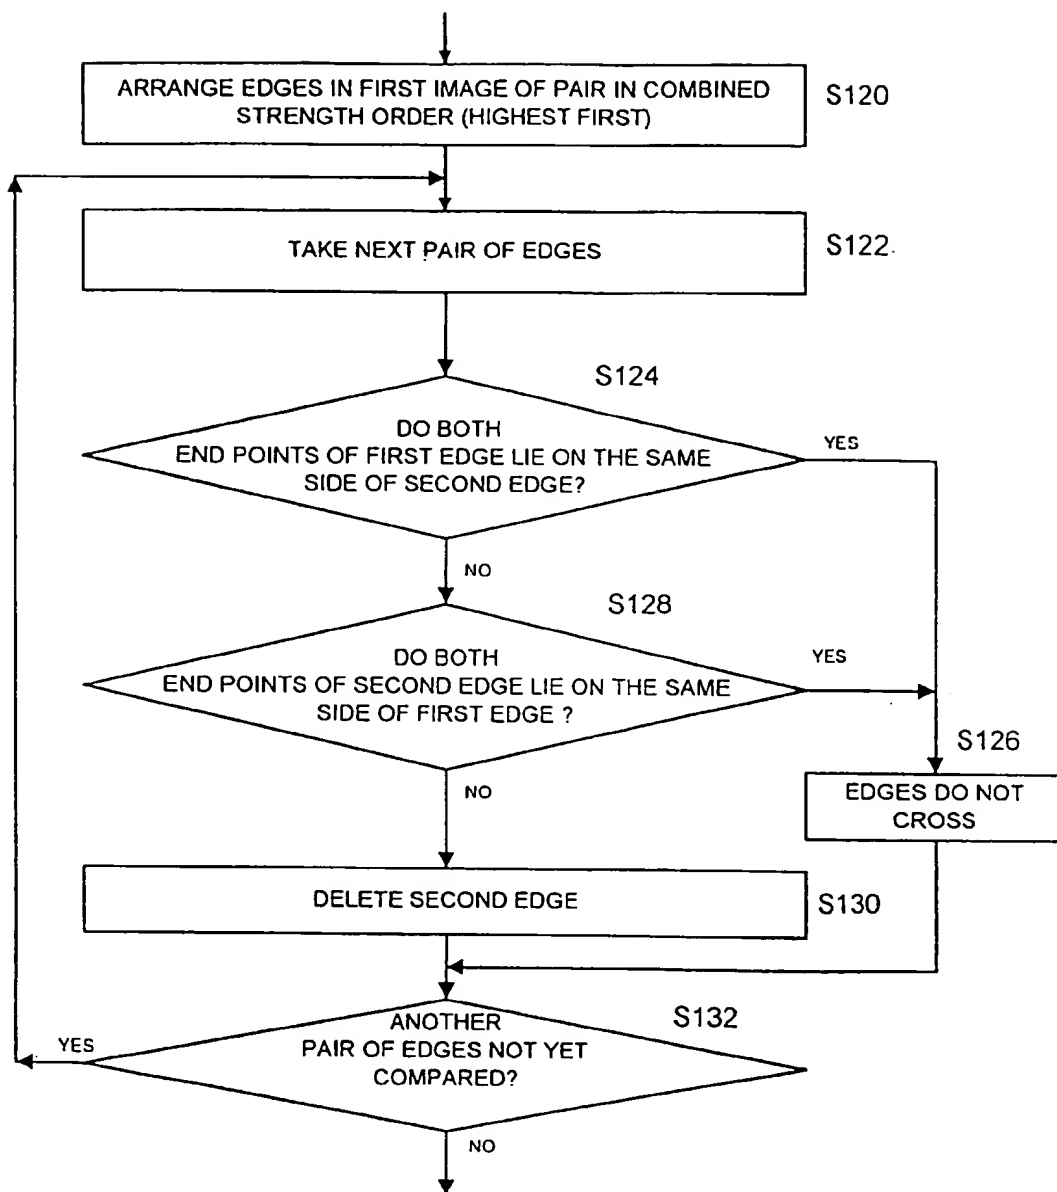 ARRANGE EDGES IN FIRST IMAGE OF PAIR IN COMBINED
STRENGTH ORDER (HIGHEST FIRST)
S120
TAKE NEXT PAIR OF EDGES
S122
S124
DO BOTH
END POINTS OF FIRST EDGE LIE ON THE SAME
SIDE OF SECOND EDGE?
YES
NO
S128
DO BOTH
END POINTS OF SECOND EDGE LIE ON THE SAME
SIDE OF FIRST EDGE ?
YES
NO
S126
EDGES DO NOT
CROSS
DELETE SECOND EDGE
S130
S132
ANOTHER
PAIR OF EDGES NOT YET
COMPARED?
YES
NO